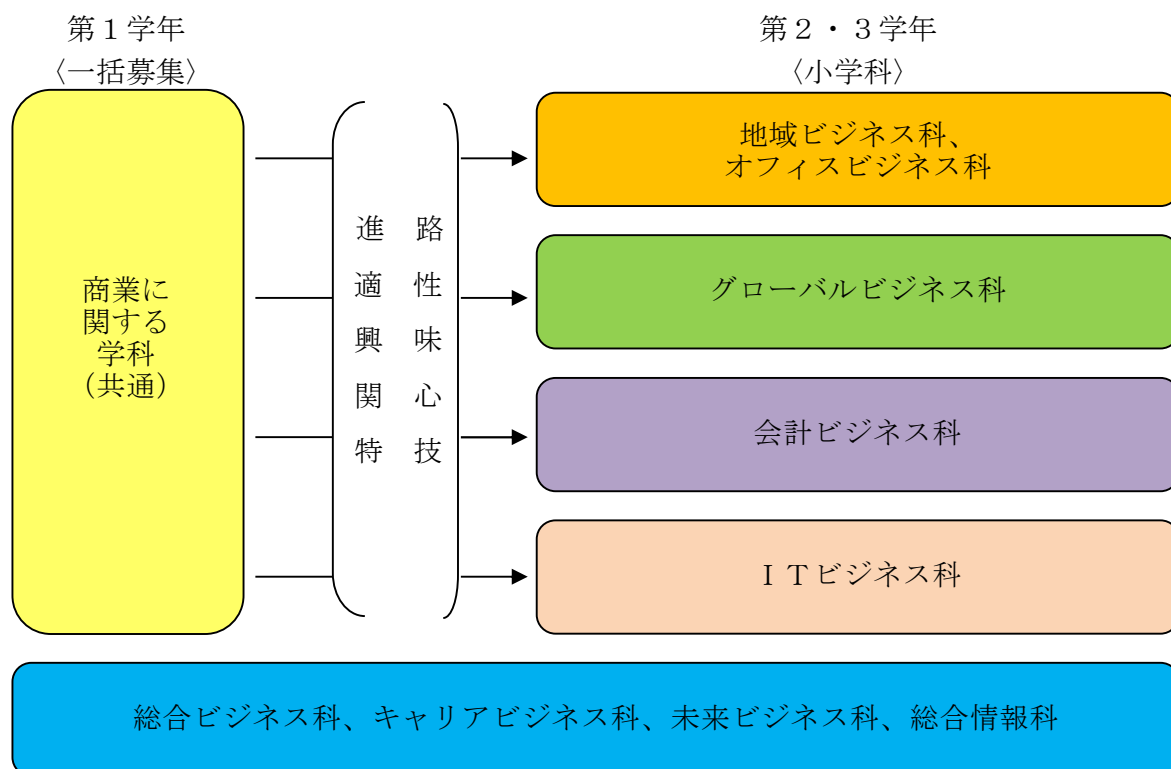 第１学年
〈一括募集〉
第２・３学年
〈小学科〉
商業に
関する
学科
（共通）
進　路
適　性
興　味
関　心
特　技
地域ビジネス科、
オフィスビジネス科
グローバルビジネス科
会計ビジネス科
ＩＴビジネス科
総合ビジネス科、キャリアビジネス科、未来ビジネス科、総合情報科